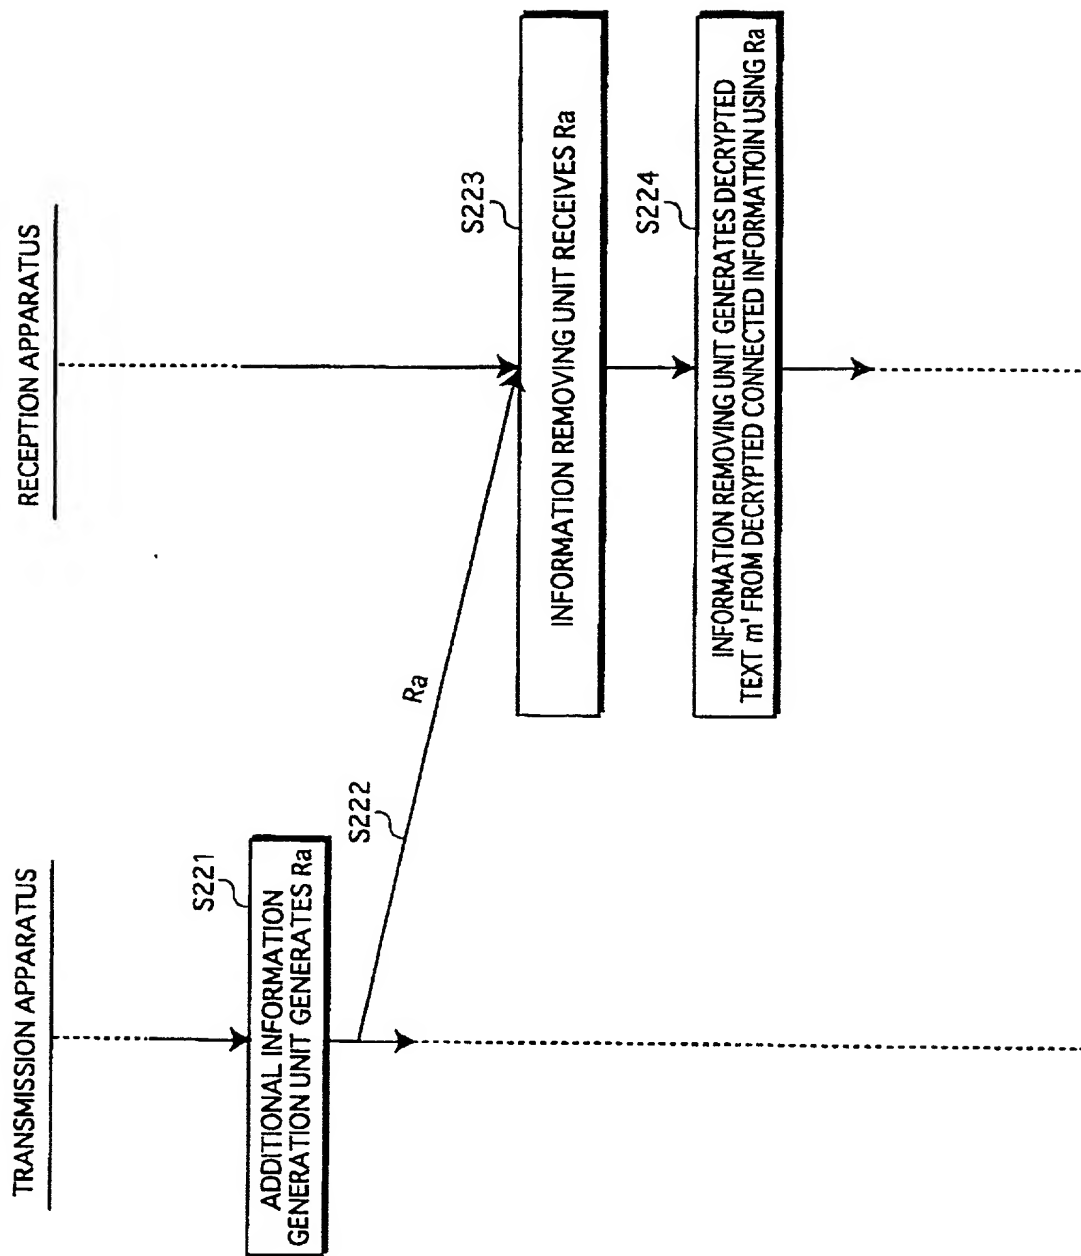 TRANSMISSION APPARATUS
RECEPTION APPARATUS
S221
ADDITIONAL INFORMATION
GENERATION UNIT GENERATES Ra
S222
Ra
S223
INFORMATION REMOVING UNIT RECEIVES Ra
S224
INFORMATION REMOVING UNIT GENERATES DECRYPTED
TEXT m' FROM DECRYPTED CONNECTED INFORMATIOIN USING Ra